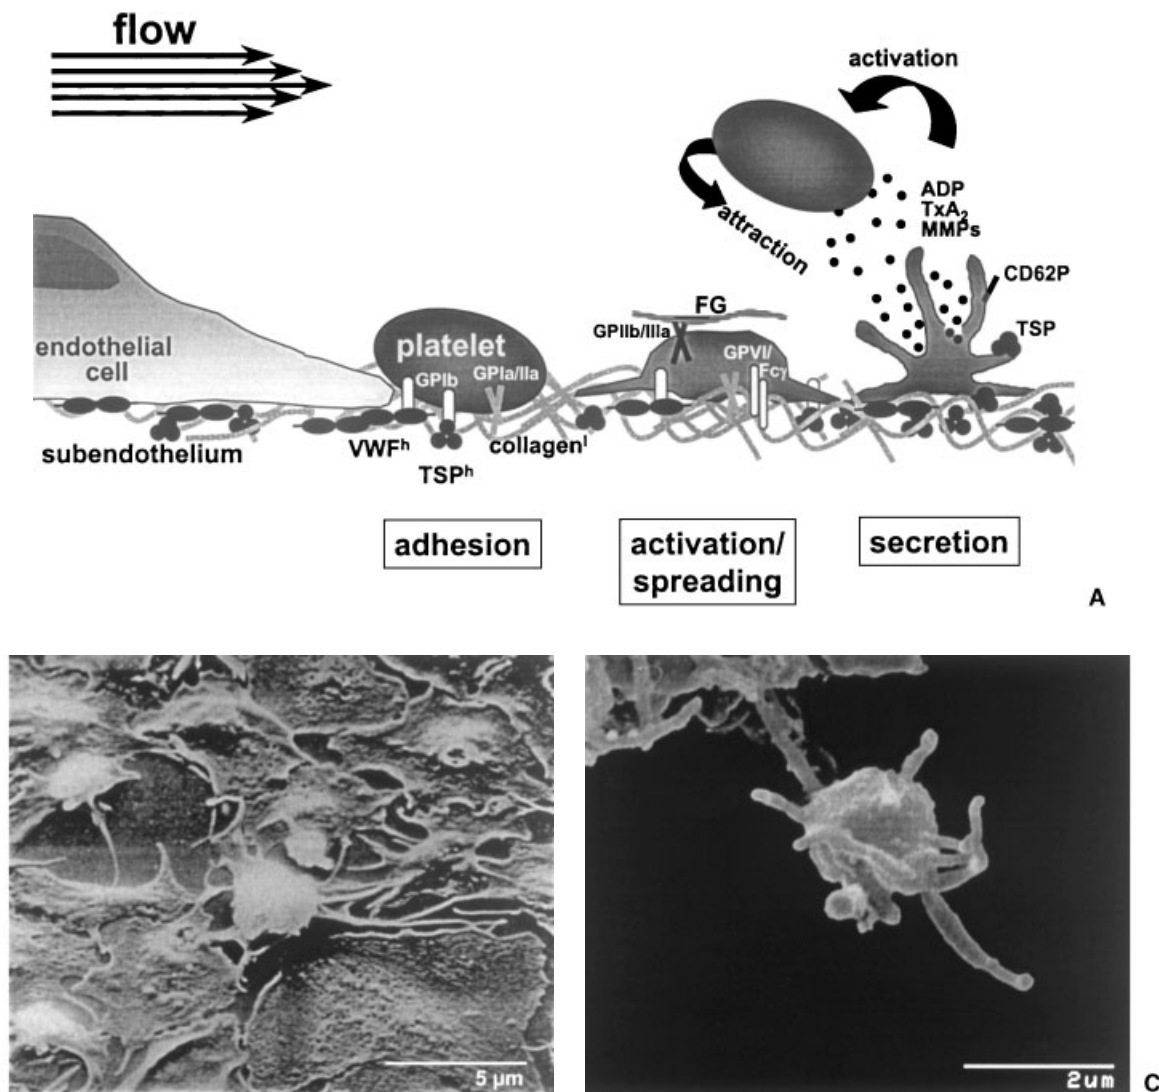 flow
activation
attraction
ADP
TxA₂
MMPs
CD62P
TSP
FG
GPIIb/IIIa
GPVI/
Fcγ
endothelial
cell
platelet
GPIb
GPIa/IIa
subendothelium
VWFʰ
TSPʰ
collagenᴵ
adhesion
activation/
spreading
secretion
A
5 µm
2um
C